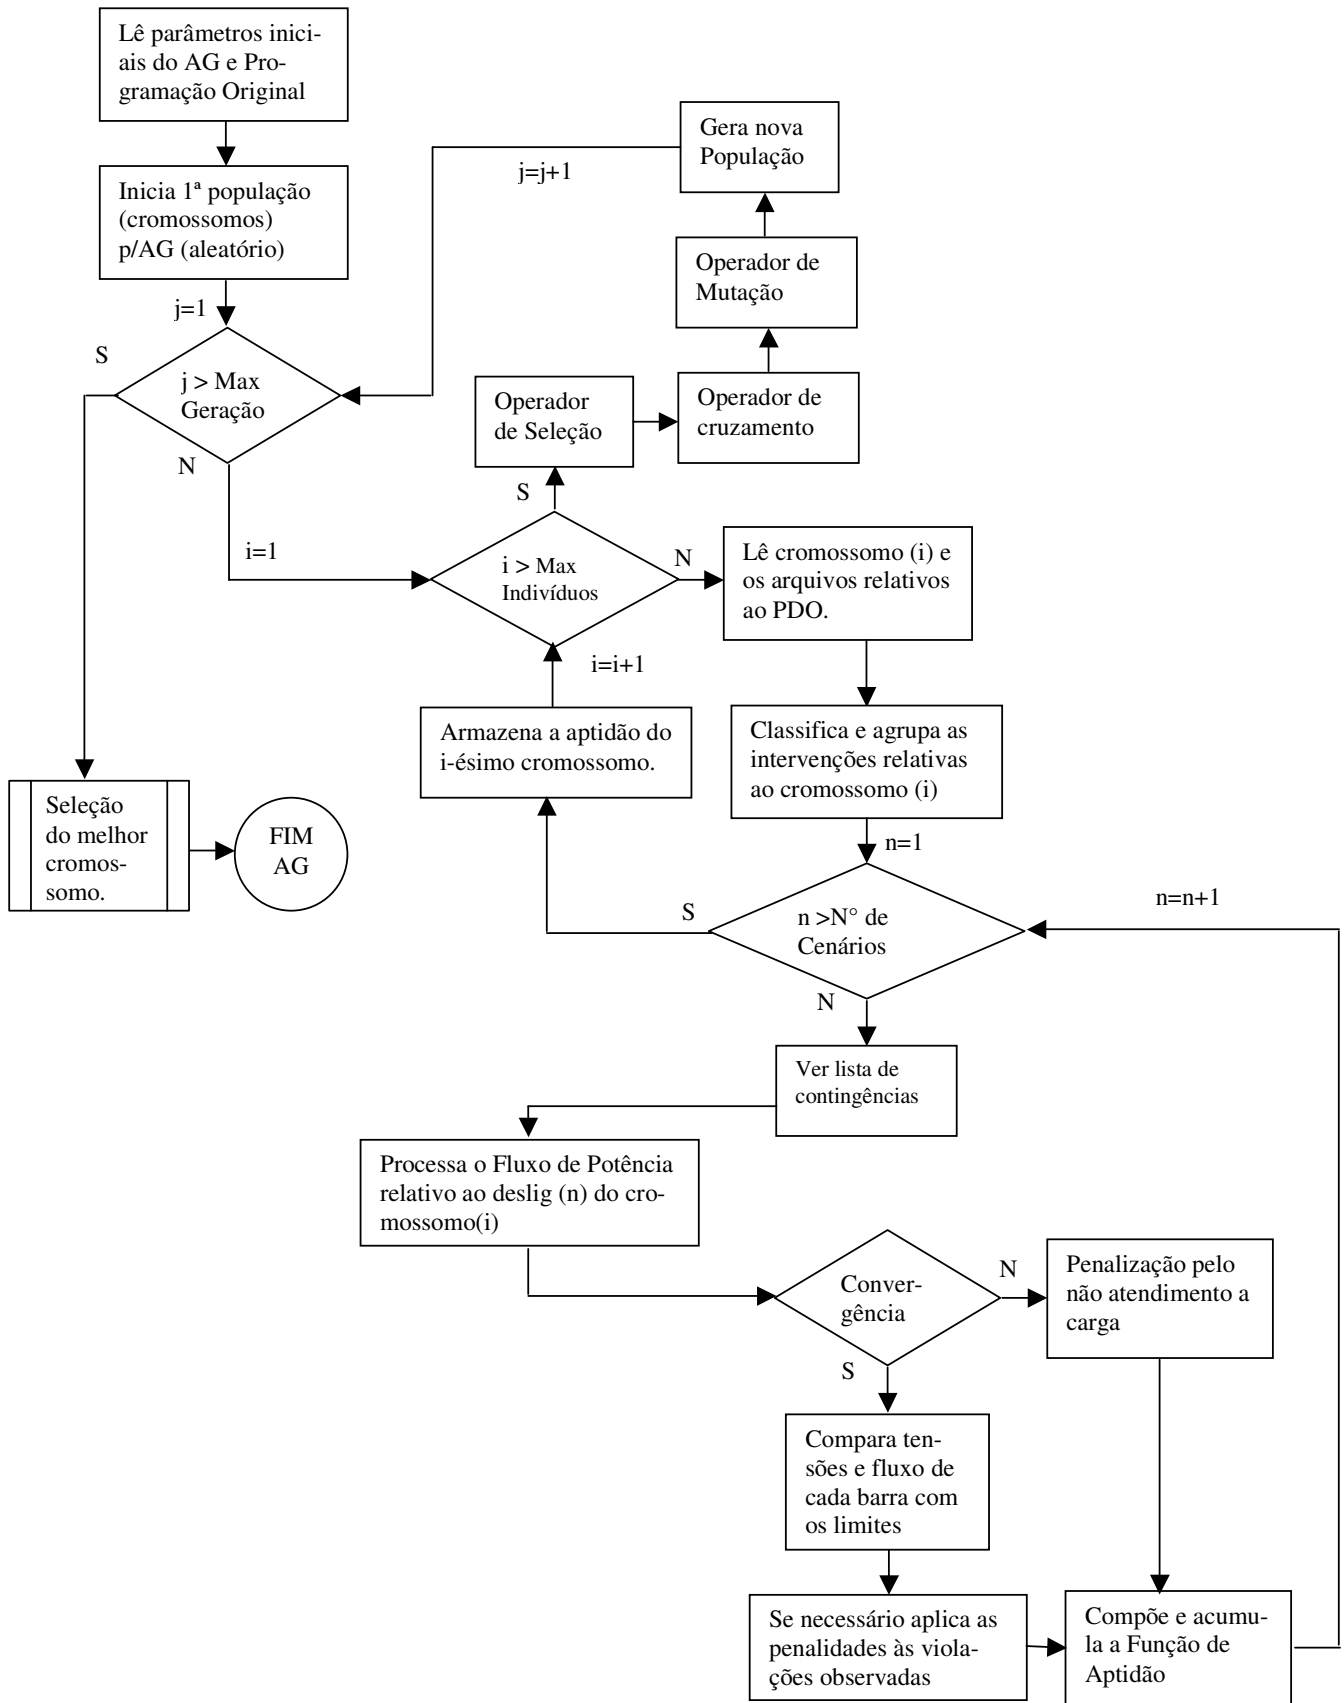 Lê parâmetros inici-
ais do AG e Pro-
gramação Original
Inicia 1ª população
(cromossomos)
p/AG (aleatório)
j=1
S
j > Max
Geração
N
i=1
Gera nova
População
j=j+1
Operador de
Mutação
Operador
de Seleção
Operador de
cruzamento
S
i > Max
Indivíduos
N
Lê cromossomo (i) e
os arquivos relativos
ao PDO.
i=i+1
Armazena a aptidão do
i-ésimo cromossomo.
Classifica e agrupa as
intervenções relativas
ao cromossomo (i)
Seleção
do melhor
cromos-
somo.
FIM
AG
n=1
S
n >N° de
Cenários
n=n+1
N
Ver lista de
contingências
Processa o Fluxo de Potência
relativo ao deslig (n) do cro-
mossomo(i)
Conver-
gência
N
Penalização pelo
não atendimento a
carga
S
Compara ten-
sões e fluxo de
cada barra com
os limites
Se necessário aplica as
penalidades às viola-
ções observadas
Compõe e acumu-
la a Função de
Aptidão